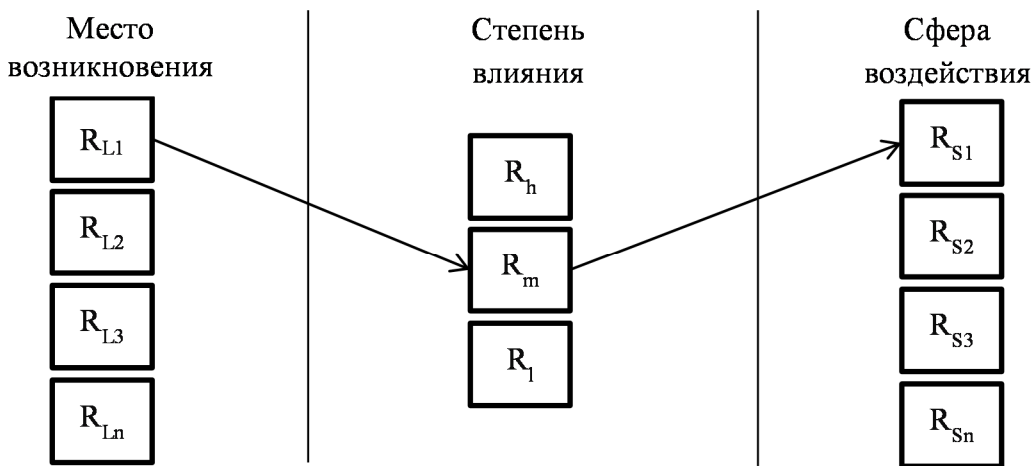 Место
возникновения
R_L1
R_L2
R_L3
R_Ln
Степень
влияния
R_h
R_m
R_l
Сфера
воздействия
R_S1
R_S2
R_S3
R_Sn